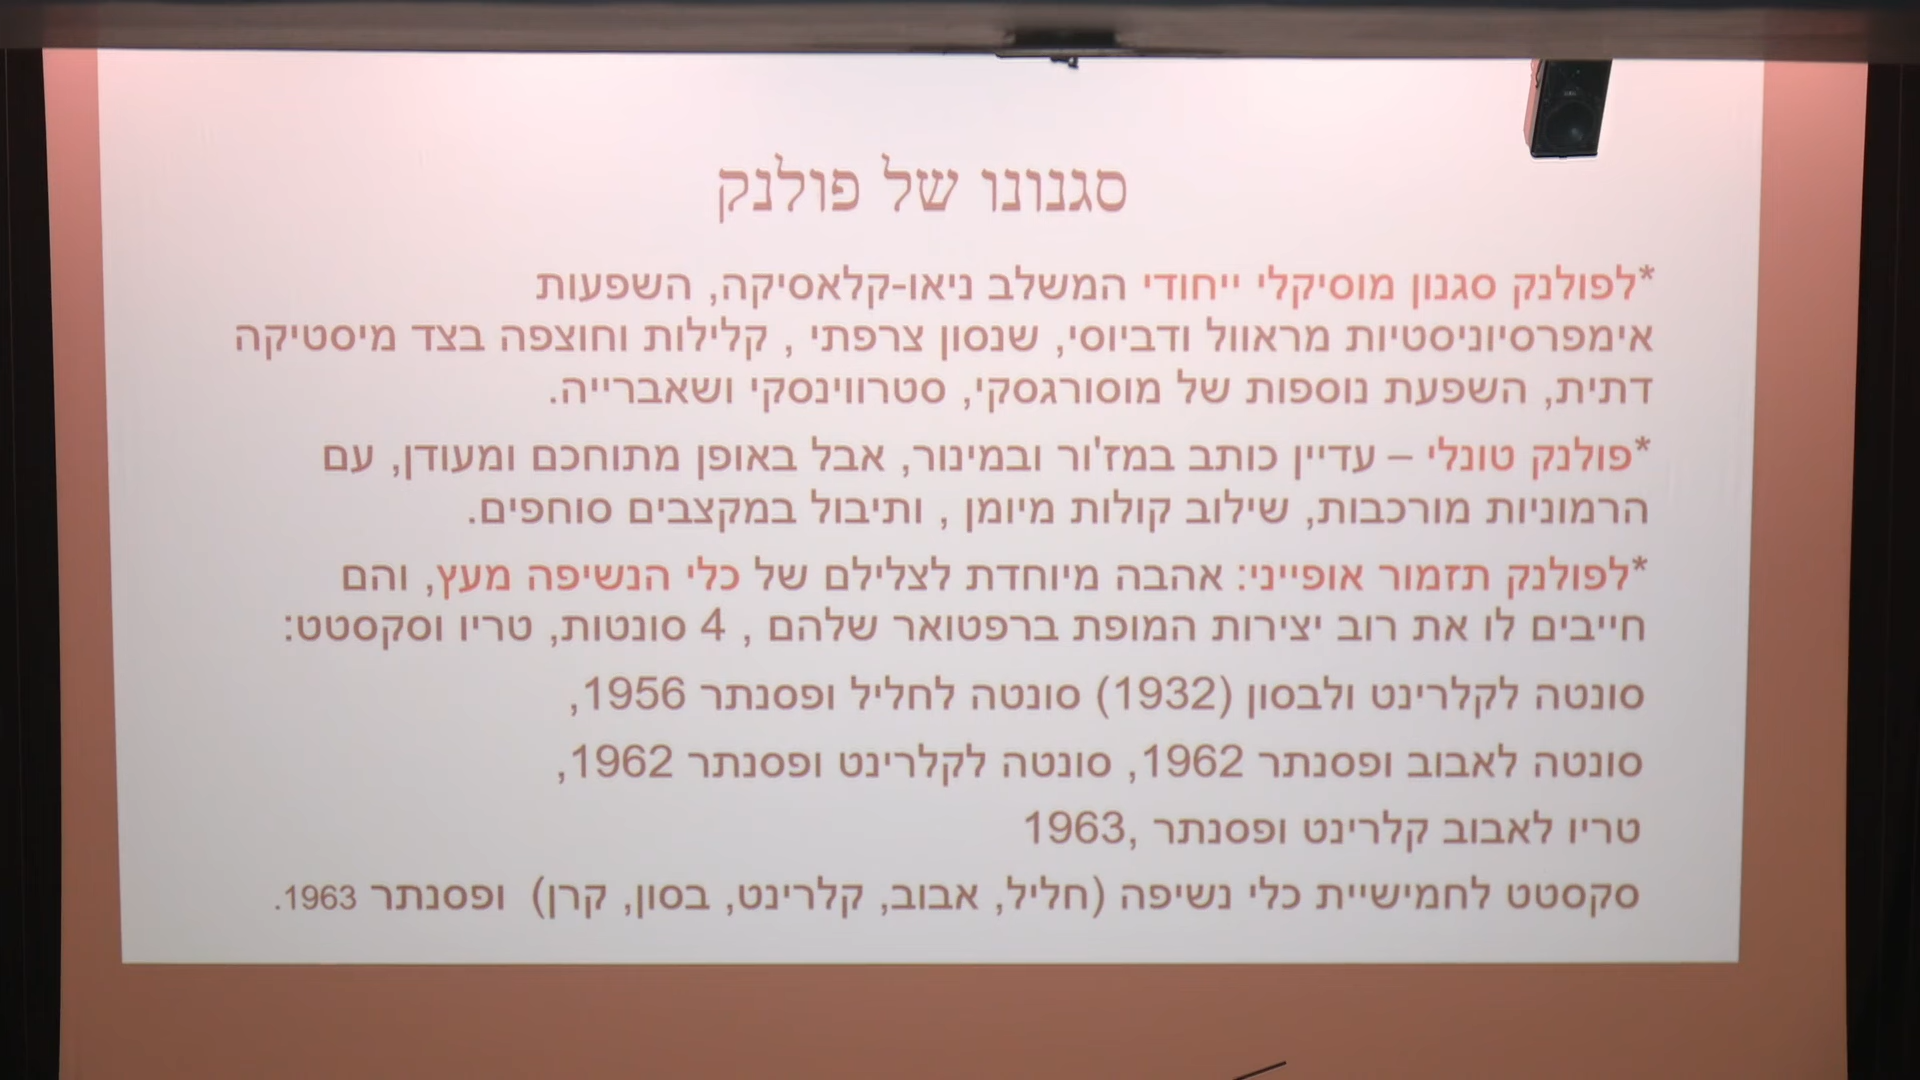 סגנונו של פולנק
*לפולנק סגנון מוסיקלי ייחודי המשלב ניאו-קלאסיקה, השפעות
אימפרסיוניסטיות מראוול ודביוסי, שנסון צרפתי , קלילות וחוצפה בצד מיסטיקה
דתית, השפעת נוספות של מוסורגסקי, סטרווינסקי ושאברייה.
*פולנק טונלי – עדיין כותב במז'ור ובמינור, אבל באופן מתוחכם ומעודן, עם
הרמוניות מורכבות, שילוב קולות מיומן , ותיבול במקצבים סוחפים.
*לפולנק תזמור אופייני: אהבה מיוחדת לצלילם של כלי הנשיפה מעץ, והם
חייבים לו את רוב יצירות המופת ברפטואר שלהם , 4 סונטות, טריו וסקסטט:
סונטה לקלרינט ולבסון (1932) סונטה לחליל ופסנתר 1956,
סונטה לאבוב ופסנתר 1962, סונטה לקלרינט ופסנתר 1962,
טריו לאבוב קלרינט ופסנתר ,1963
סקסטט לחמישיית כלי נשיפה (חליל, אבוב, קלרינט, בסון, קרן) ופסנתר 1963.